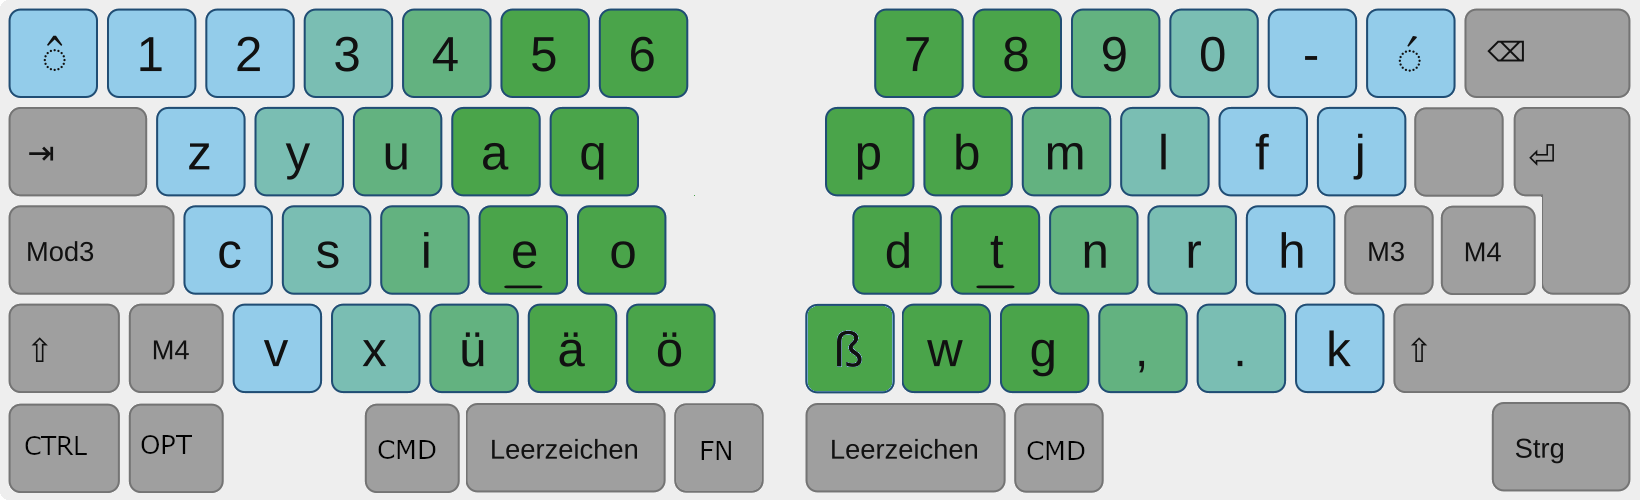 ◌̂ 1 2 3 4 5 6 7 8 9 0 - ◌́ ⌫
⇥ z y u a q p b m l f j ⏎
Mod3 c s i e o d t n r h M3 M4
⇧ M4 v x ü ä ö ß w g , . k ⇧
CTRL OPT CMD Leerzeichen FN Leerzeichen CMD Strg